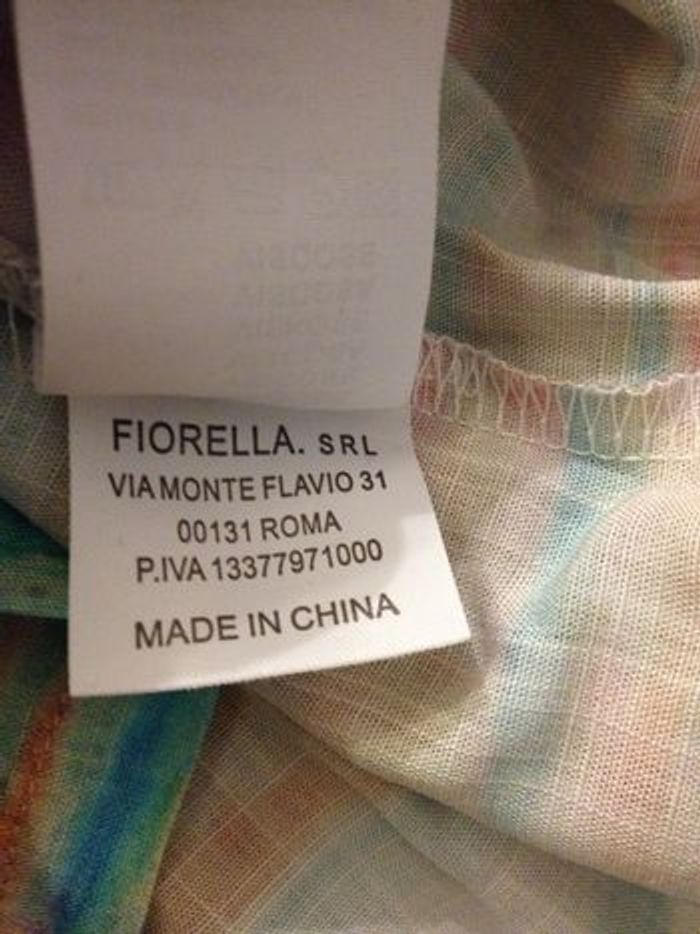 FIORELLA. SRL
VIA MONTE FLAVIO 31
00131 ROMA
P.IVA 13377971000
MADE IN CHINA